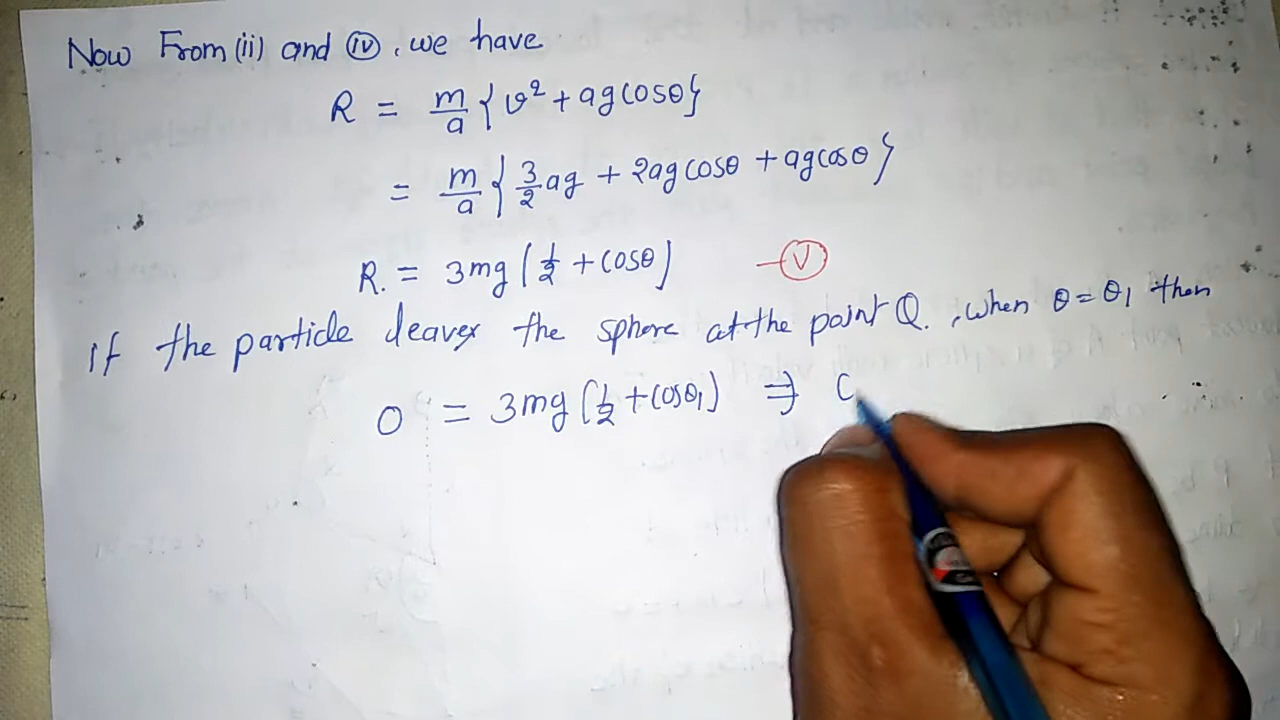 Now From (ii) and (iv), we have
R = m/a {v² + ag cosθ}
= m/a {3/2 ag + 2ag cosθ + ag cosθ}
R. = 3mg (1/2 + cosθ) —(V)
if the particle leaves the sphere at the point Q. , when θ = θ₁ then
0 = 3mg (1/2 + cosθ₁) ⇒ C